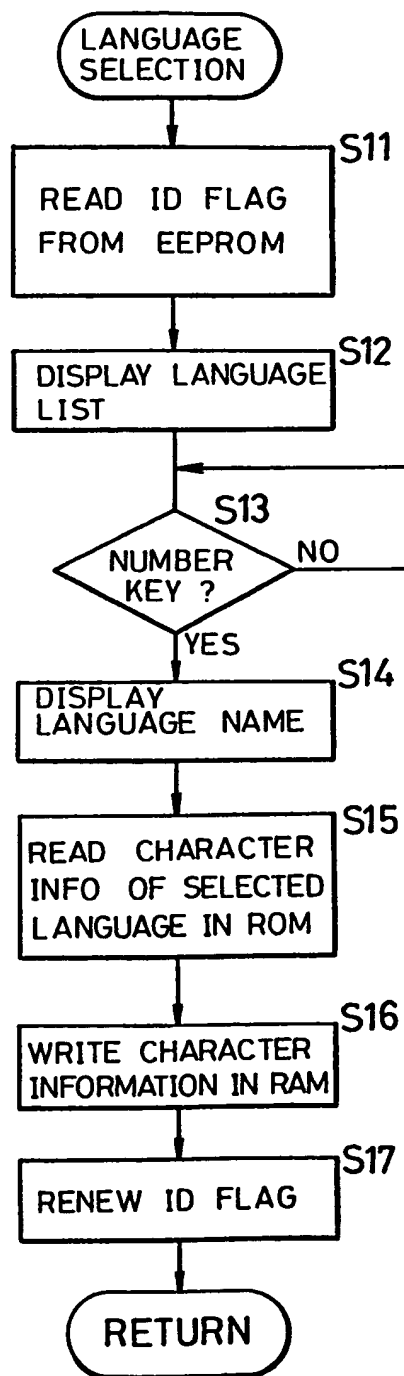 LANGUAGE
SELECTION
S11
READ ID FLAG
FROM EEPROM
S12
DISPLAY LANGUAGE
LIST
S13
NUMBER
KEY ?
NO
YES
S14
DISPLAY
LANGUAGE NAME
S15
READ CHARACTER
INFO OF SELECTED
LANGUAGE IN ROM
S16
WRITE CHARACTER
INFORMATION IN RAM
S17
RENEW ID FLAG
RETURN